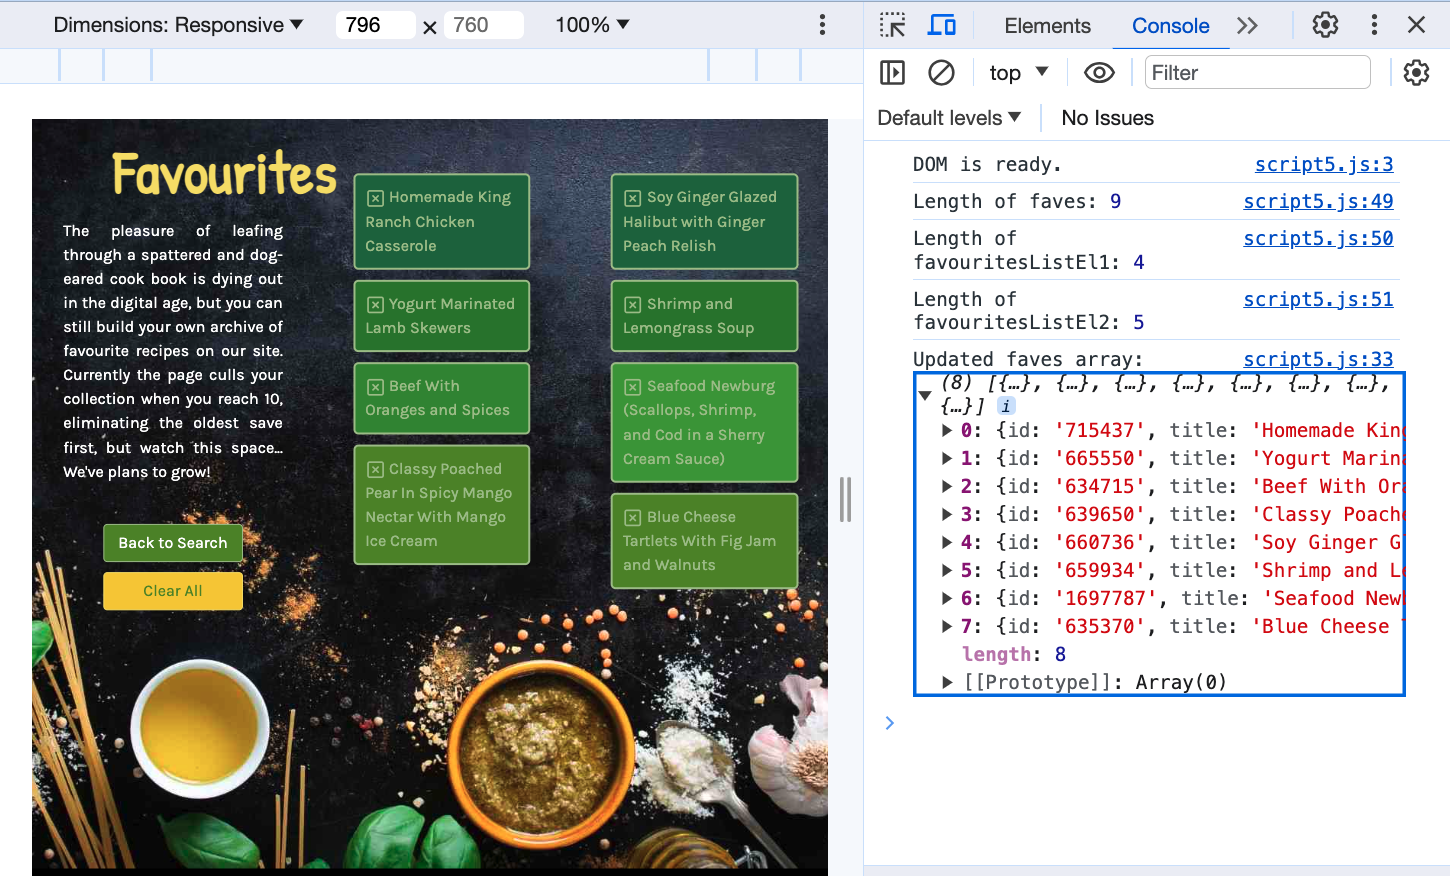 Dimensions: Responsive ▼ 796 × 760 100% ▼
Elements Console
top ▼ Filter
Default levels ▼ No Issues
Favourites
The pleasure of leafing
through a spattered and dog-
eared cook book is dying out
in the digital age, but you can
still build your own archive of
favourite recipes on our site.
Currently the page culls your
collection when you reach 10,
eliminating the oldest save
first, but watch this space...
We've plans to grow!
Back to Search
Clear All
Homemade King
Ranch Chicken
Casserole
Yogurt Marinated
Lamb Skewers
Beef With
Oranges and Spices
Classy Poached
Pear In Spicy Mango
Nectar With Mango
Ice Cream
Soy Ginger Glazed
Halibut with Ginger
Peach Relish
Shrimp and
Lemongrass Soup
Seafood Newburg
(Scallops, Shrimp,
and Cod in a Sherry
Cream Sauce)
Blue Cheese
Tartlets With Fig Jam
and Walnuts
DOM is ready. script5.js:3
Length of faves: 9 script5.js:49
Length of script5.js:50
favouritesListEl1: 4
Length of script5.js:51
favouritesListEl2: 5
Updated faves array: script5.js:33
(8) [{…}, {…}, {…}, {…}, {…}, {…}, {…},
{…}] i
▶ 0: {id: '715437', title: 'Homemade King
▶ 1: {id: '665550', title: 'Yogurt Marin
▶ 2: {id: '634715', title: 'Beef With Or
▶ 3: {id: '639650', title: 'Classy Poach
▶ 4: {id: '660736', title: 'Soy Ginger G
▶ 5: {id: '659934', title: 'Shrimp and L
▶ 6: {id: '1697787', title: 'Seafood New
▶ 7: {id: '635370', title: 'Blue Cheese
length: 8
▶ [[Prototype]]: Array(0)